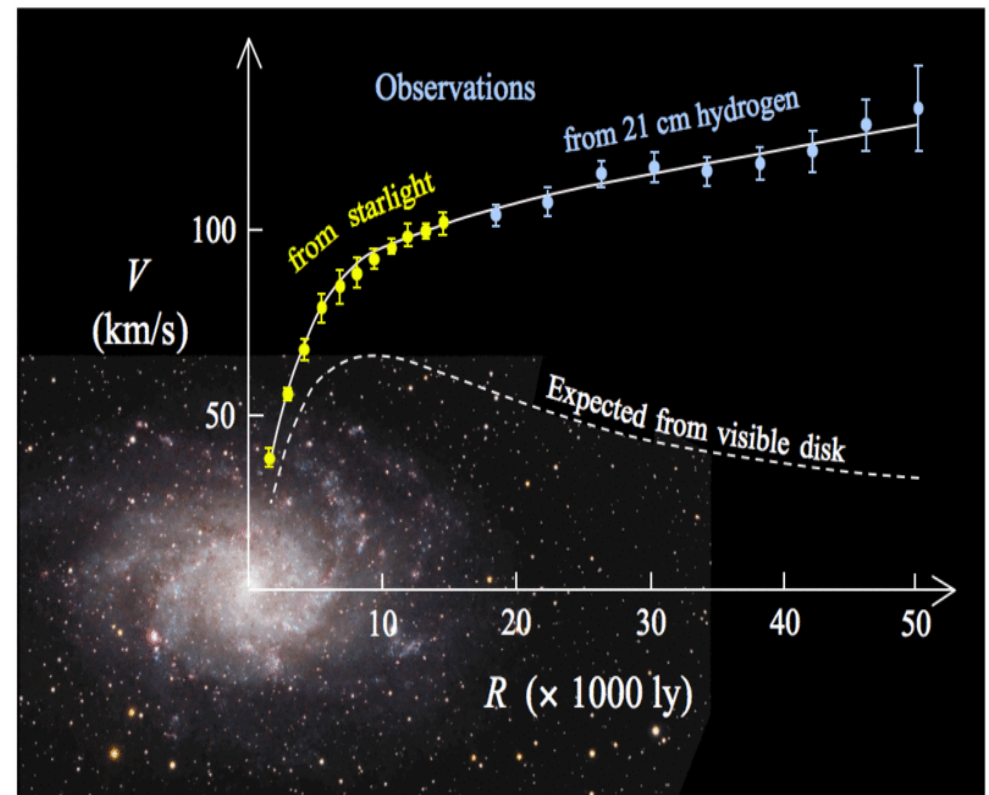 Observations
from 21 cm hydrogen
from starlight
100
V
(km/s)
50
Expected from visible disk
10
20
30
40
50
R (× 1000 ly)